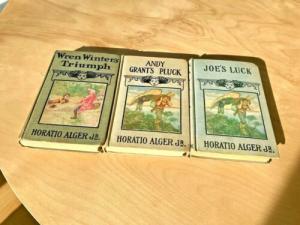 Wren Winter's
Triumph
HORATIO ALGER JR.
ANDY
GRANT'S PLUCK
HORATIO ALGER JR.
JOE'S LUCK
HORATIO ALGER JR.